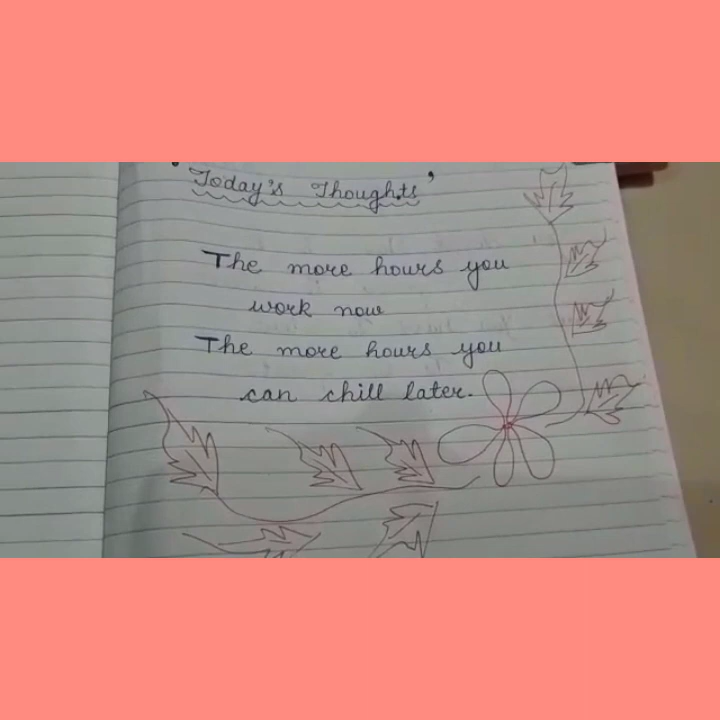 'Today's Thoughts'
The more hours you
work now
The more hours you
can chill later.